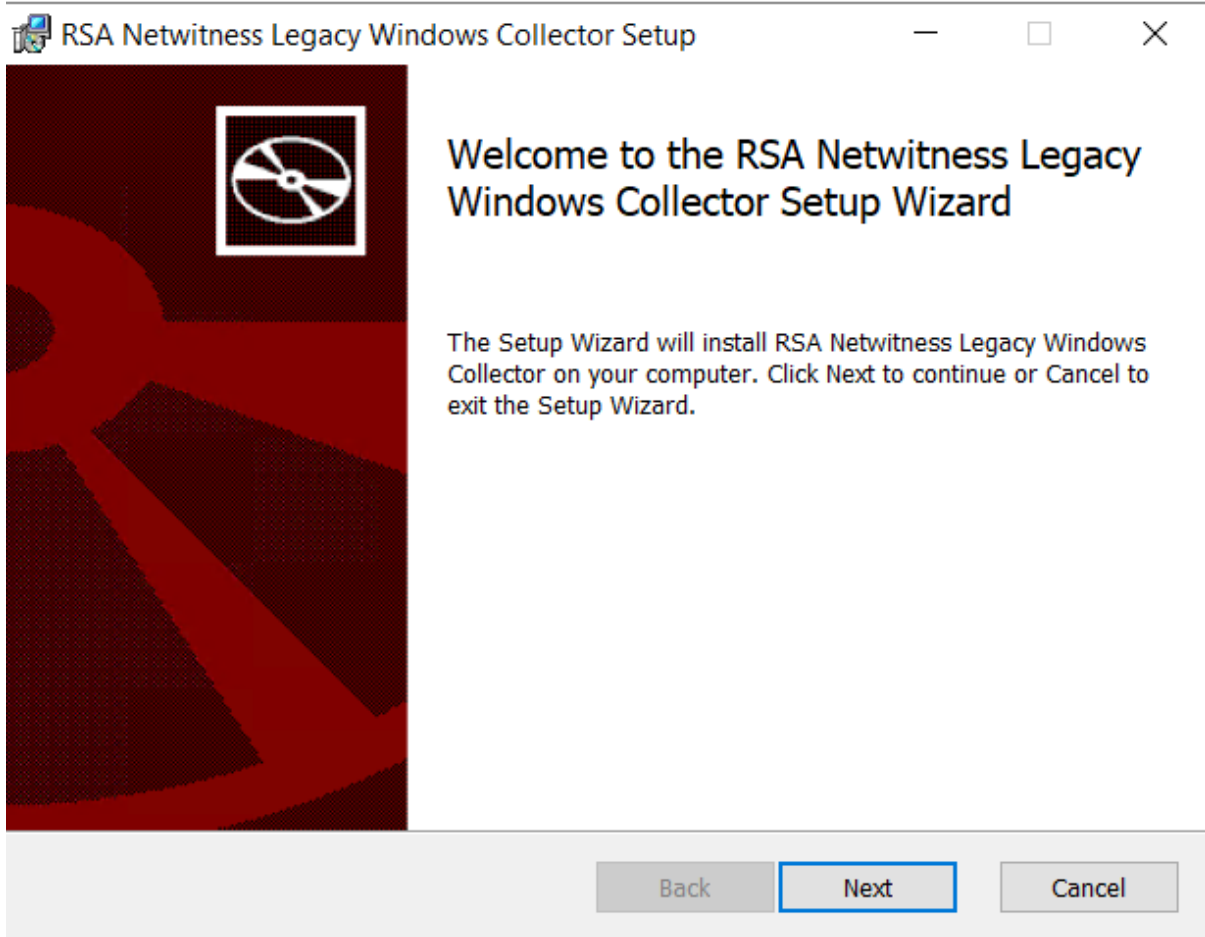 RSA Netwitness Legacy Windows Collector Setup
Welcome to the RSA Netwitness Legacy
Windows Collector Setup Wizard
The Setup Wizard will install RSA Netwitness Legacy Windows
Collector on your computer. Click Next to continue or Cancel to
exit the Setup Wizard.
Back Next Cancel